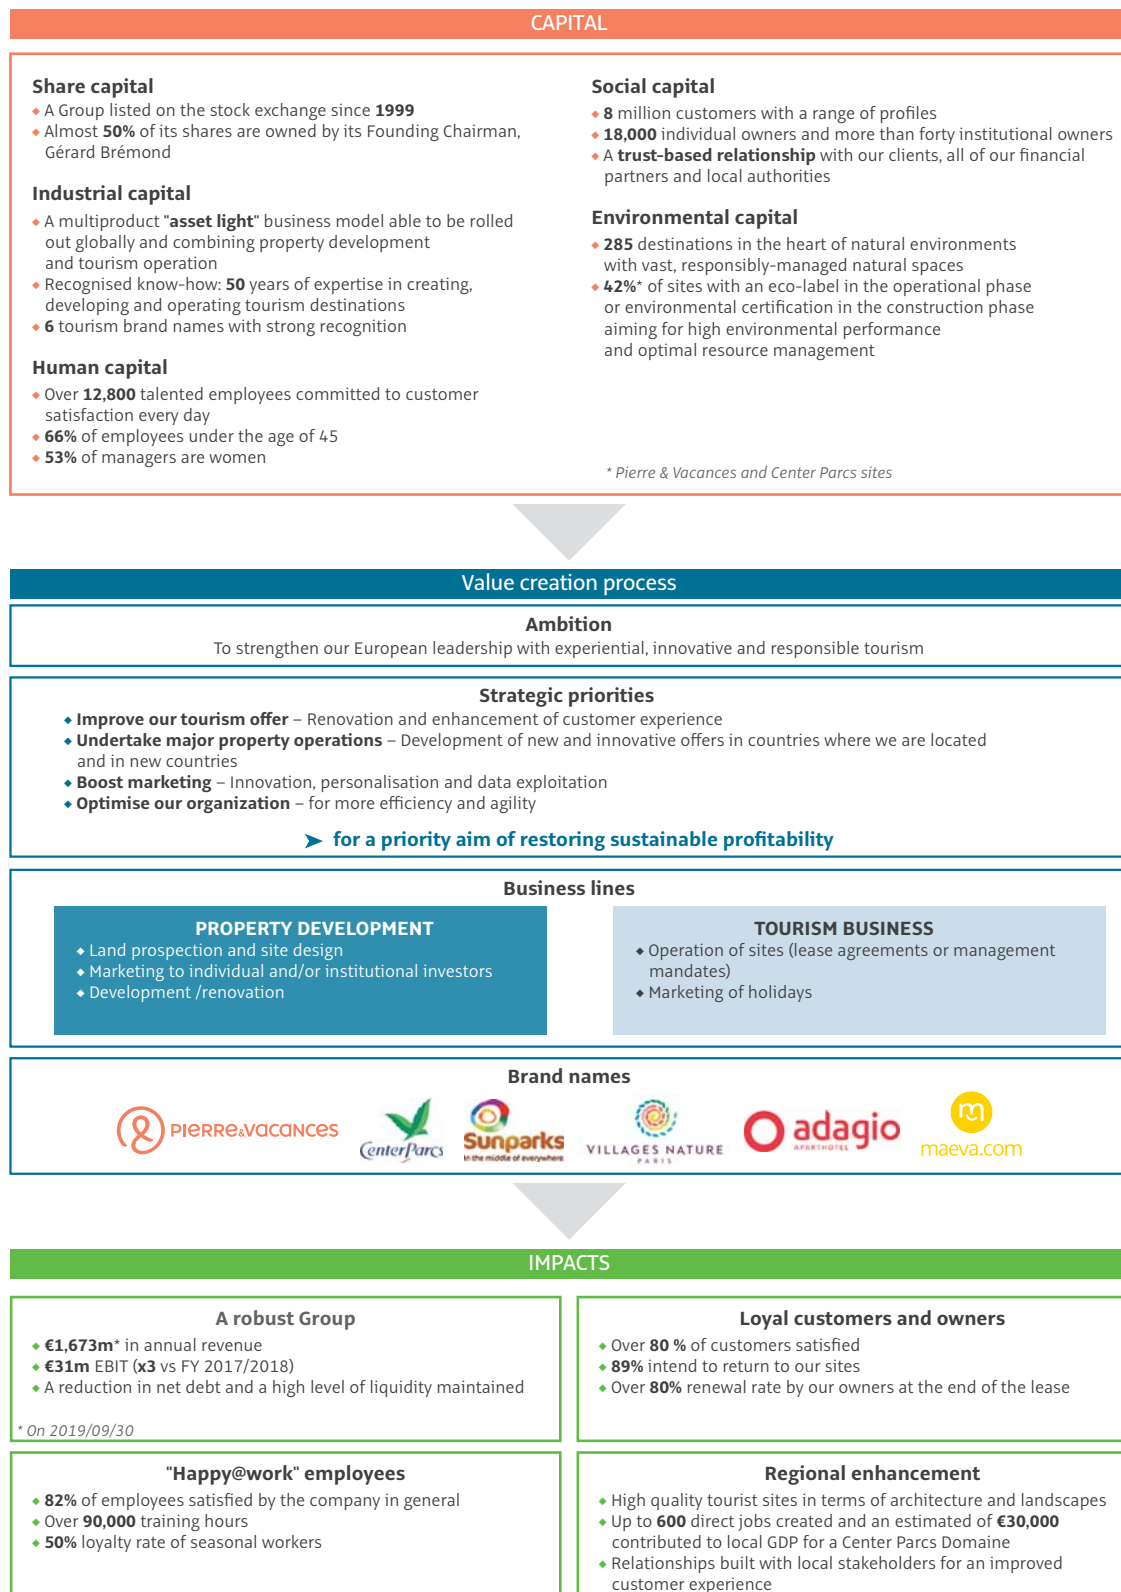 CAPITAL
Share capital
◆ A Group listed on the stock exchange since 1999
◆ Almost 50% of its shares are owned by its Founding Chairman,
Gérard Brémond
Industrial capital
◆ A multiproduct "asset light" business model able to be rolled
out globally and combining property development
and tourism operation
◆ Recognised know-how: 50 years of expertise in creating,
developing and operating tourism destinations
◆ 6 tourism brand names with strong recognition
Human capital
◆ Over 12,800 talented employees committed to customer
satisfaction every day
◆ 66% of employees under the age of 45
◆ 53% of managers are women
Social capital
◆ 8 million customers with a range of profiles
◆ 18,000 individual owners and more than forty institutional owners
◆ A trust-based relationship with our clients, all of our financial
partners and local authorities
Environmental capital
◆ 285 destinations in the heart of natural environments
with vast, responsibly-managed natural spaces
◆ 42%* of sites with an eco-label in the operational phase
or environmental certification in the construction phase
aiming for high environmental performance
and optimal resource management
* Pierre & Vacances and Center Parcs sites
Value creation process
Ambition
To strengthen our European leadership with experiential, innovative and responsible tourism
Strategic priorities
◆ Improve our tourism offer – Renovation and enhancement of customer experience
◆ Undertake major property operations – Development of new and innovative offers in countries where we are located
and in new countries
◆ Boost marketing – Innovation, personalisation and data exploitation
◆ Optimise our organization – for more efficiency and agility
➤ for a priority aim of restoring sustainable profitability
Business lines
PROPERTY DEVELOPMENT
◆ Land prospection and site design
◆ Marketing to individual and/or institutional investors
◆ Development /renovation
TOURISM BUSINESS
◆ Operation of sites (lease agreements or management
mandates)
◆ Marketing of holidays
Brand names
PIERRE&VACANCES
CenterParcs
Sunparks
In the middle of everywhere
VILLAGES NATURE
PARIS
adagio
APARTHOTEL
m
maeva.com
IMPACTS
A robust Group
◆ €1,673m* in annual revenue
◆ €31m EBIT (x3 vs FY 2017/2018)
◆ A reduction in net debt and a high level of liquidity maintained
* On 2019/09/30
Loyal customers and owners
◆ Over 80 % of customers satisfied
◆ 89% intend to return to our sites
◆ Over 80% renewal rate by our owners at the end of the lease
"Happy@work" employees
◆ 82% of employees satisfied by the company in general
◆ Over 90,000 training hours
◆ 50% loyalty rate of seasonal workers
Regional enhancement
◆ High quality tourist sites in terms of architecture and landscapes
◆ Up to 600 direct jobs created and an estimated of €30,000
contributed to local GDP for a Center Parcs Domaine
◆ Relationships built with local stakeholders for an improved
customer experience